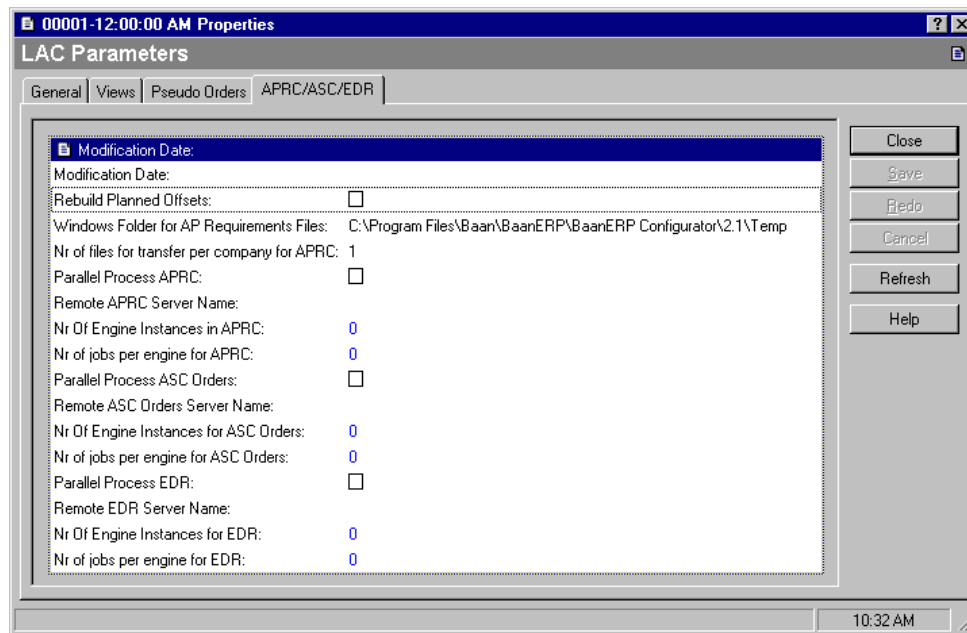 00001-12:00:00 AM Properties
LAC Parameters
General Views Pseudo Orders APRC/ASC/EDR
Modification Date:
Modification Date:
Rebuild Planned Offsets:
Windows Folder for AP Requirements Files: C:\Program Files\Baan\BaanERP\BaanERP Configurator\2.1\Temp
Nr of files for transfer per company for APRC: 1
Parallel Process APRC:
Remote APRC Server Name:
Nr Of Engine Instances in APRC: 0
Nr of jobs per engine for APRC: 0
Parallel Process ASC Orders:
Remote ASC Orders Server Name:
Nr Of Engine Instances for ASC Orders: 0
Nr of jobs per engine for ASC Orders: 0
Parallel Process EDR:
Remote EDR Server Name:
Nr Of Engine Instances for EDR: 0
Nr of jobs per engine for EDR: 0
Close
Save
Redo
Cancel
Refresh
Help
10:32 AM